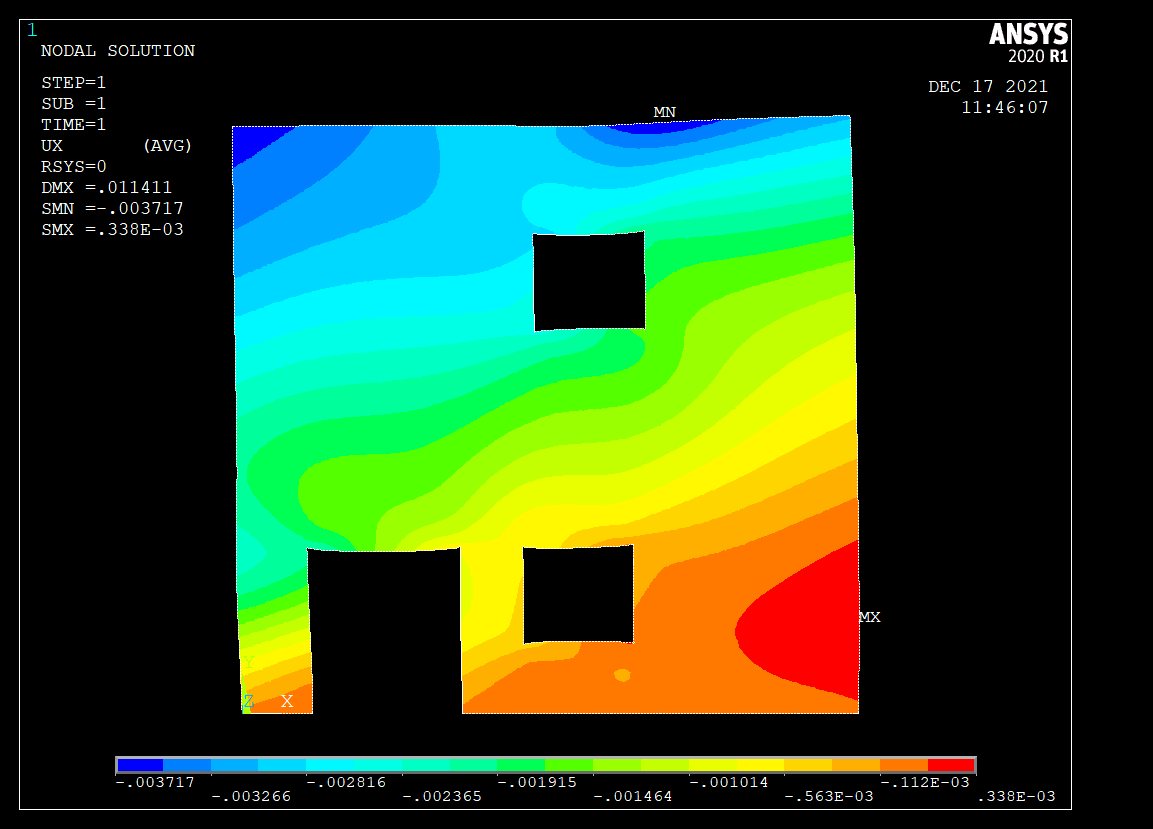 1
NODAL SOLUTION
STEP=1
SUB =1
TIME=1
UX (AVG)
RSYS=0
DMX =.011411
SMN =-.003717
SMX =.338E-03
ANSYS
2020 R1
DEC 17 2021
11:46:07
MN
MX
Y
Z X
-.003717 -.002816 -.001915 -.001014 -.112E-03
-.003266 -.002365 -.001464 -.563E-03 .338E-03